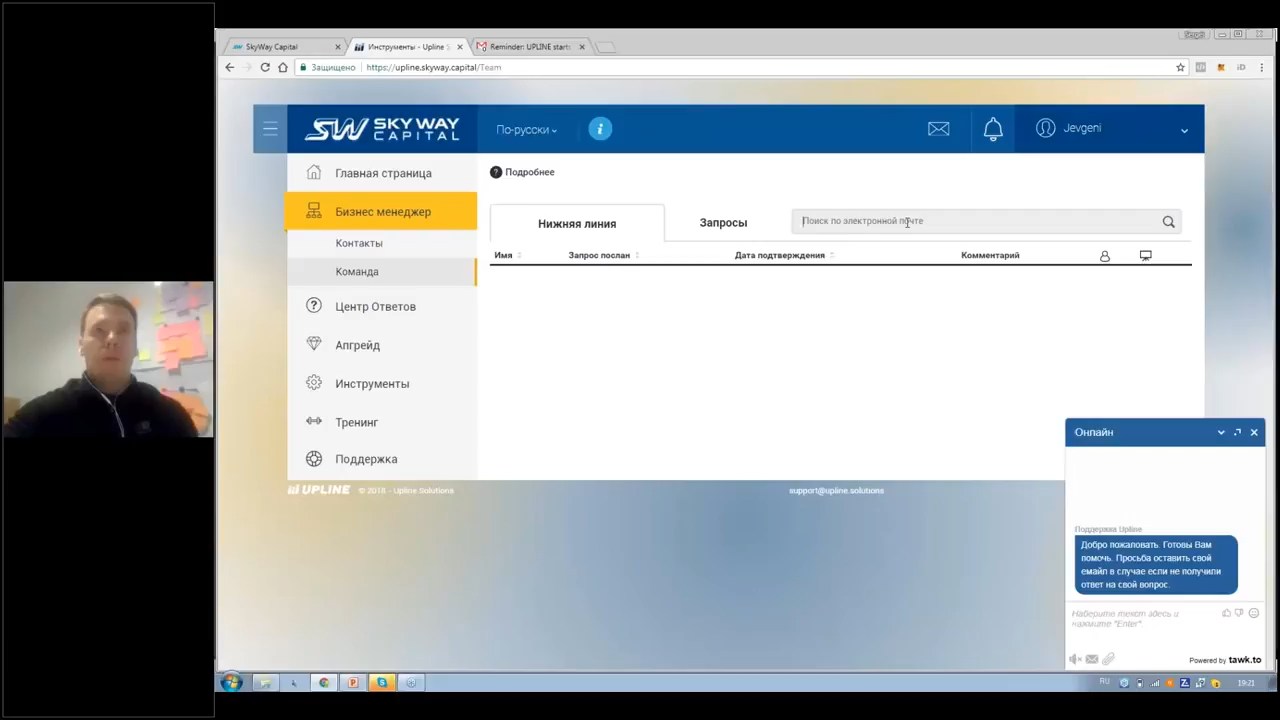 SkyWay Capital
Инструменты - Upline S
Reminder: UPLINE starts
Защищено
https://upline.skyway.capital/Team
SW SKY WAY CAPITAL
По-русски
Jevgeni
Главная страница
Бизнес менеджер
Контакты
Команда
Центр Ответов
Апгрейд
Инструменты
Тренинг
Поддержка
Подробнее
Нижняя линия
Запросы
Поиск по электронной почте
Имя
Запрос послан
Дата подтверждения
Комментарий
Онлайн
Поддержка Upline
Добро пожаловать. Готовы Вам
помочь. Просьба оставить свой
емайл в случае если не получили
ответ на свой вопрос.
Наберите текст здесь и
нажмите "Enter".
Powered by tawk.to
UPLINE © 2018 - Upline Solutions
support@upline.solutions
RU
19:21